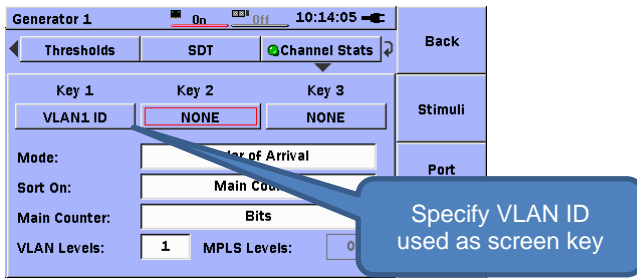 Generator 1 On Off 10:14:05
Thresholds SDT Channel Stats
Back
Key 1 Key 2 Key 3
VLAN1 ID NONE NONE
Stimuli
Mode: of Arrival
Port
Sort On: Main
Main Counter: Bits
VLAN Levels: 1 MPLS Levels: 0
Specify VLAN ID
used as screen key